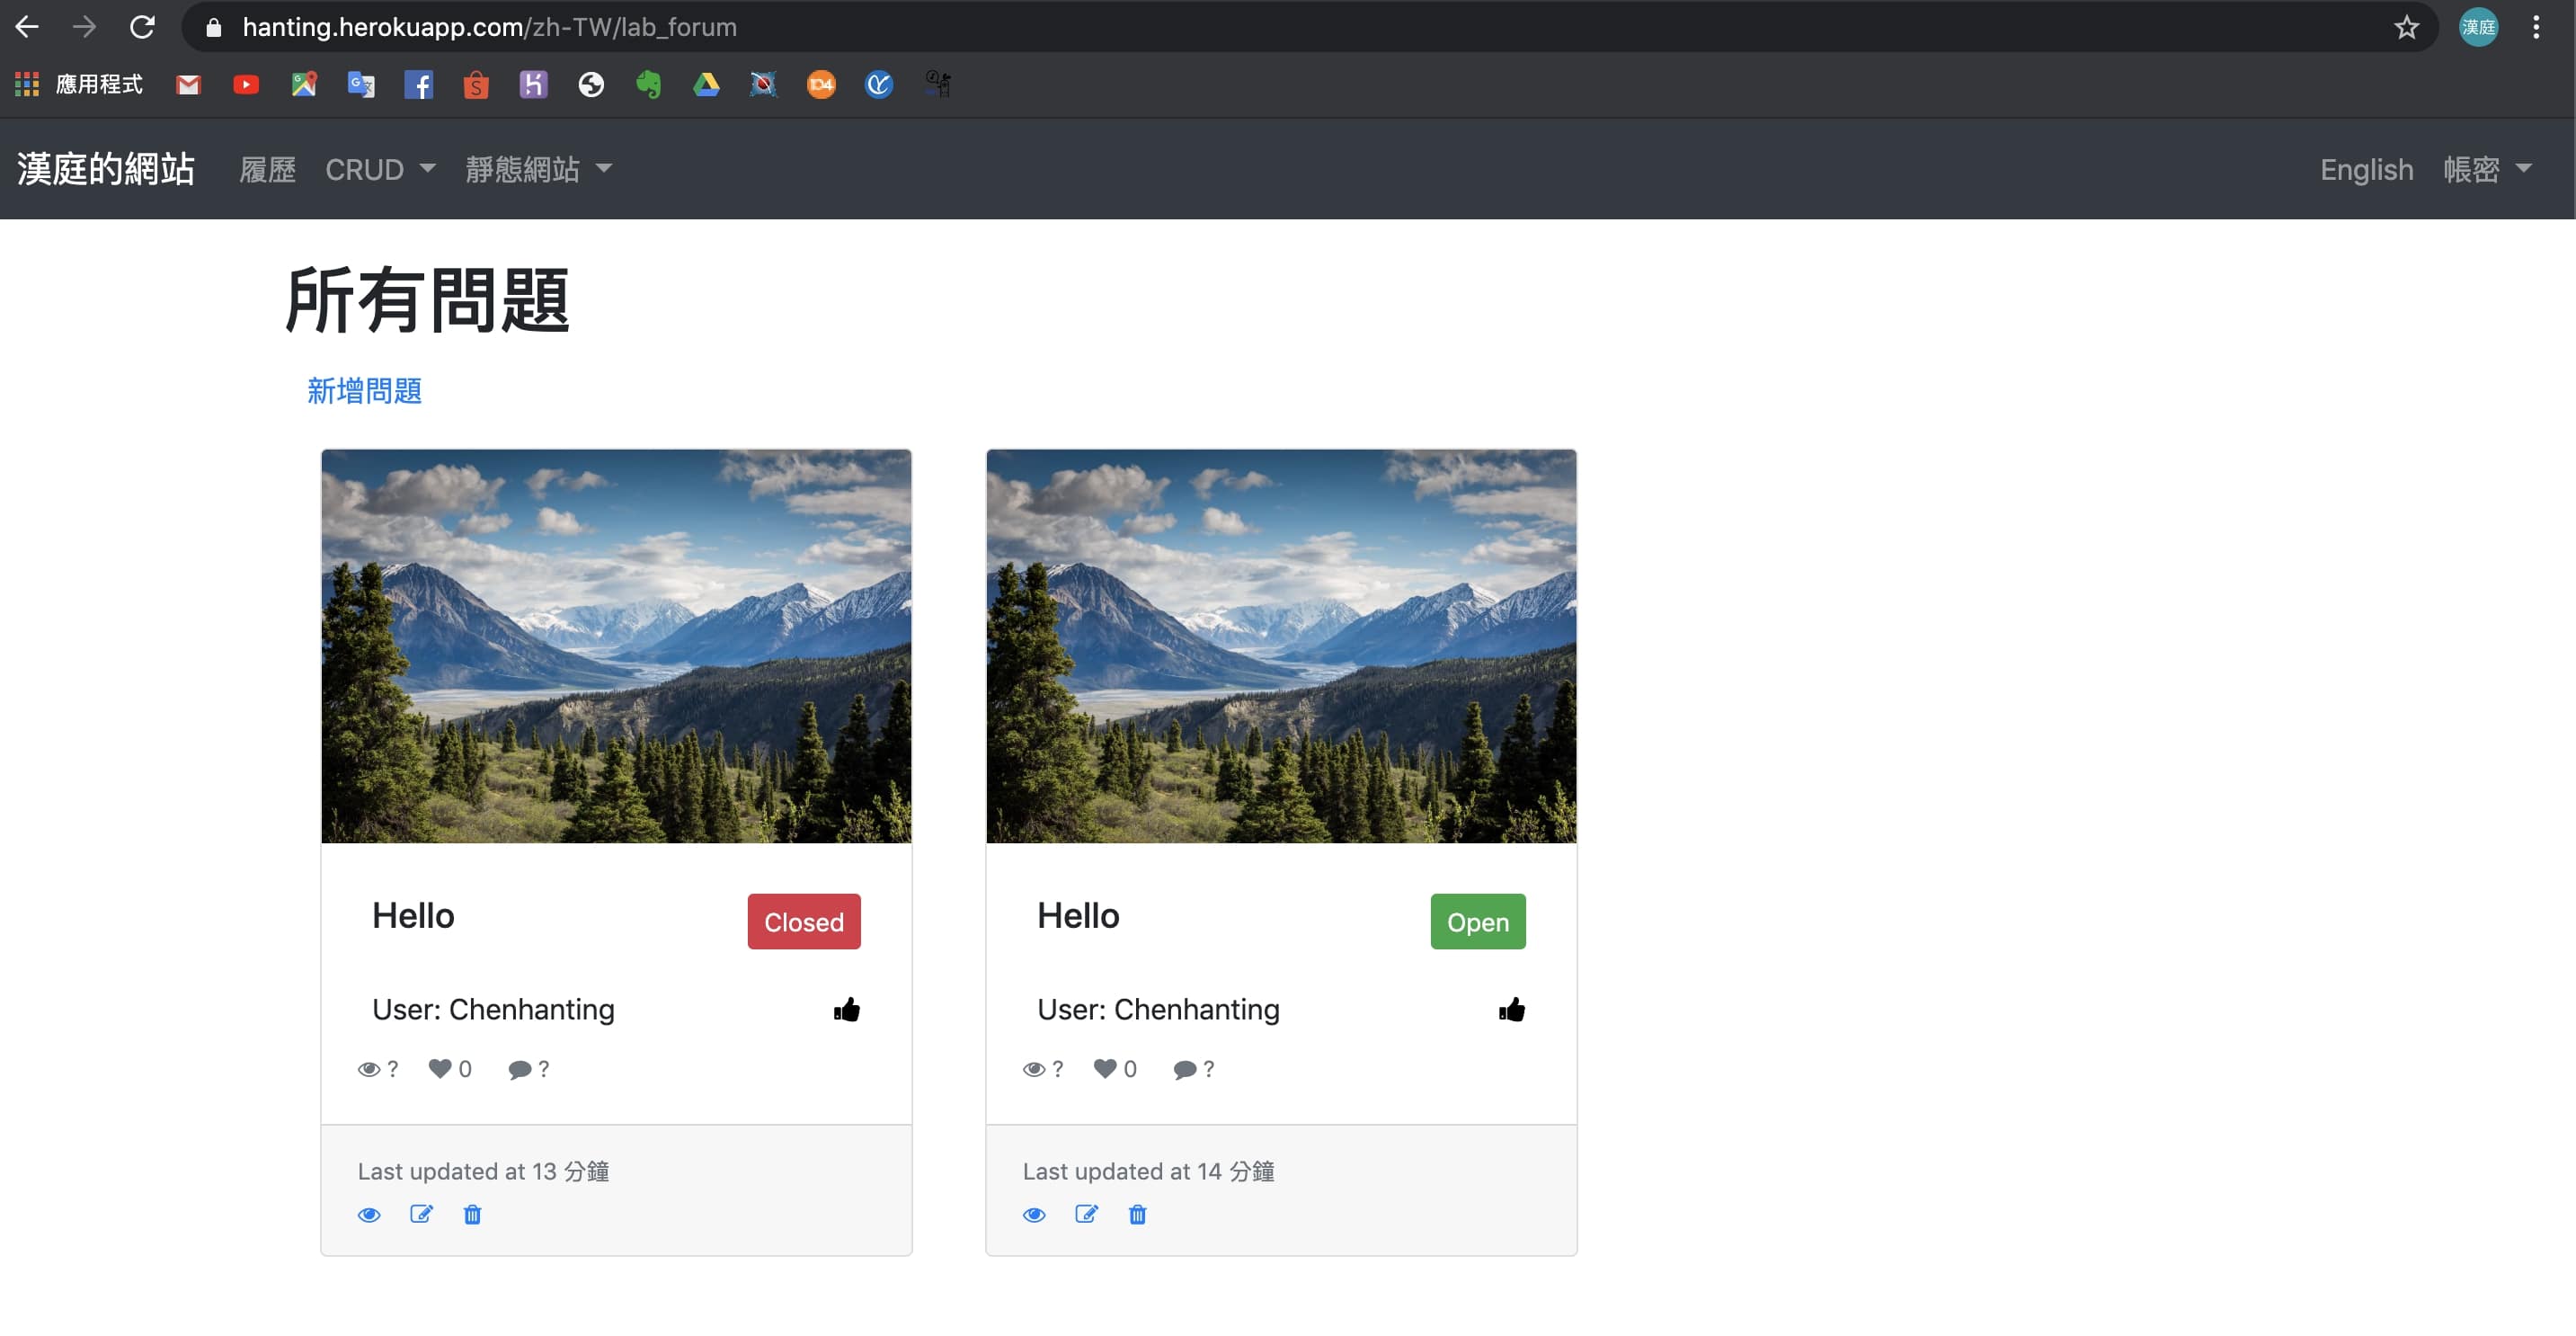 hanting.herokuapp.com/zh-TW/lab_forum
漢庭
應用程式
104
漢庭的網站 履歷 CRUD 靜態網站 English 帳密
所有問題
新增問題
Hello Closed
User: Chenhanting
? 0 ?
Last updated at 13 分鐘
Hello Open
User: Chenhanting
? 0 ?
Last updated at 14 分鐘